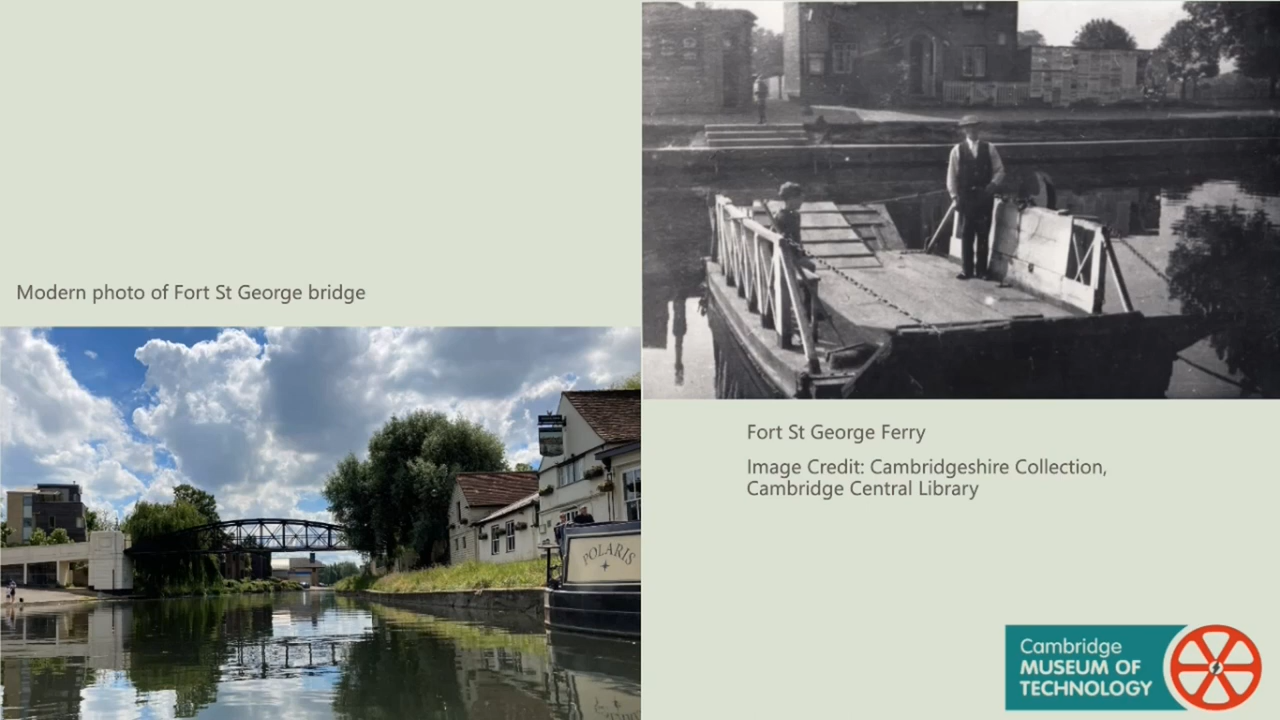 Modern photo of Fort St George bridge
POLARIS
Fort St George Ferry
Image Credit: Cambridgeshire Collection,
Cambridge Central Library
Cambridge
MUSEUM OF
TECHNOLOGY